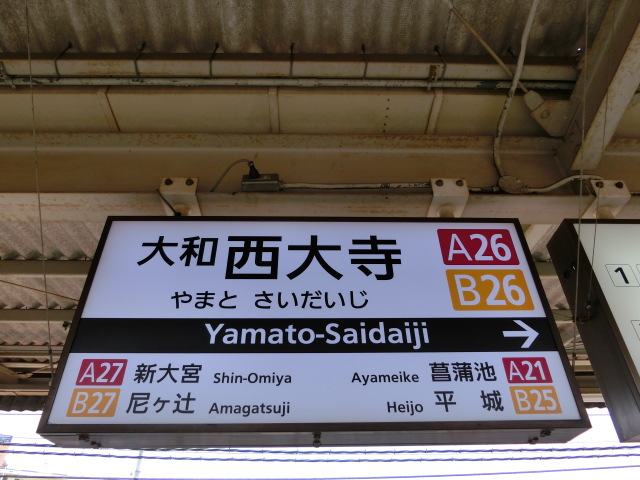 大和西大寺 A26
B26
やまと さいだいじ
Yamato-Saidaiji →
A27 新大宮 Shin-Omiya Ayameike 菖蒲池 A21
B27 尼ヶ辻 Amagatsuji Heijo 平城 B25
1